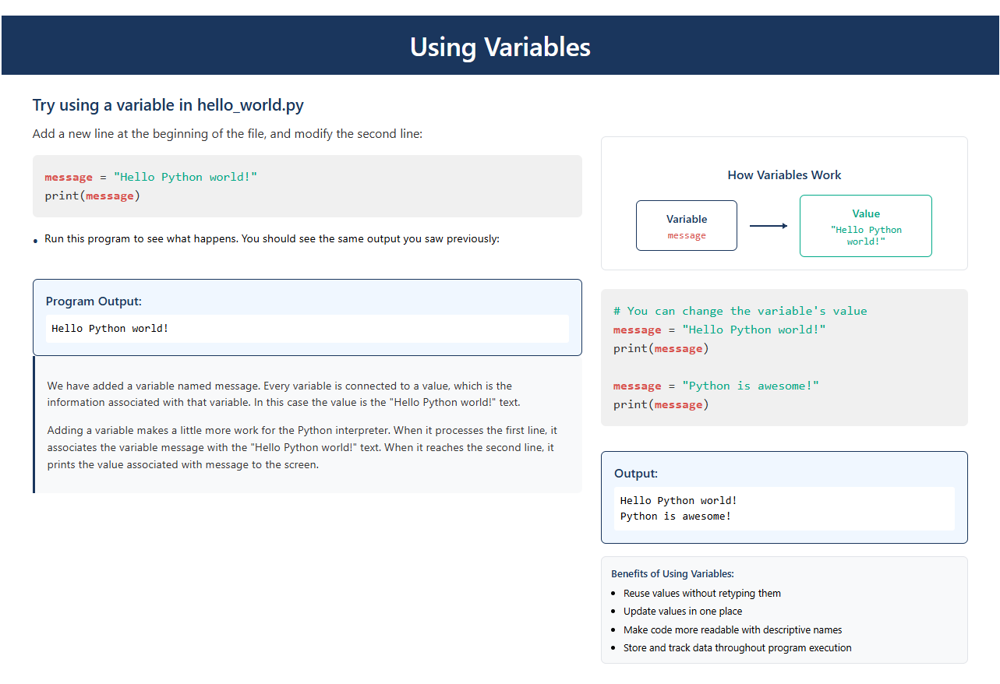 Using Variables
Try using a variable in hello_world.py
Add a new line at the beginning of the file, and modify the second line:
message = "Hello Python world!"
print(message)
• Run this program to see what happens. You should see the same output you saw previously:
Program Output:
Hello Python world!
We have added a variable named message. Every variable is connected to a value, which is the
information associated with that variable. In this case the value is the "Hello Python world!" text.
Adding a variable makes a little more work for the Python interpreter. When it processes the first line, it
associates the variable message with the "Hello Python world!" text. When it reaches the second line, it
prints the value associated with message to the screen.
How Variables Work
Variable
message
Value
"Hello Python
world!"
# You can change the variable's value
message = "Hello Python world!"
print(message)
message = "Python is awesome!"
print(message)
Output:
Hello Python world!
Python is awesome!
Benefits of Using Variables:
• Reuse values without retyping them
• Update values in one place
• Make code more readable with descriptive names
• Store and track data throughout program execution